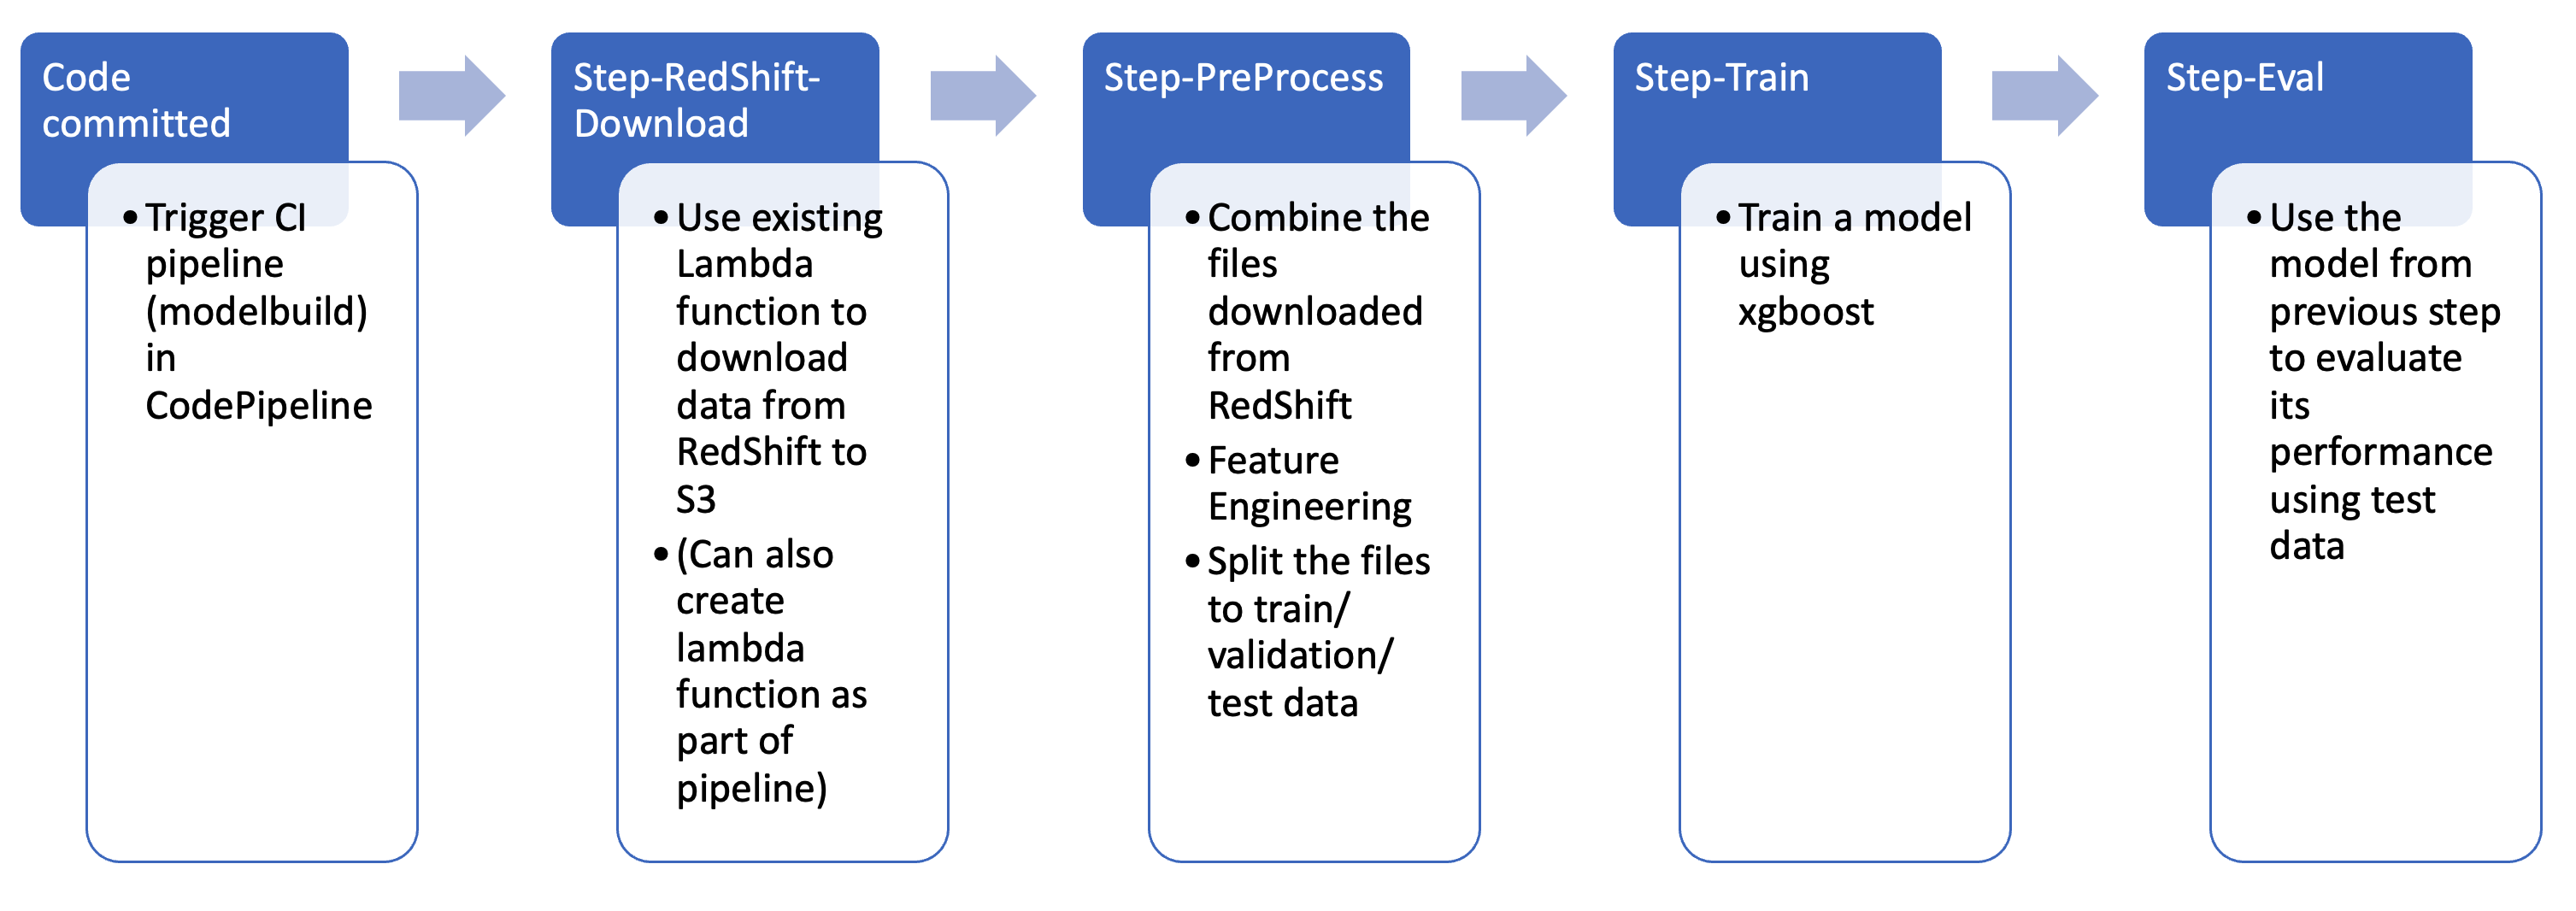 Code
committed
• Trigger CI
pipeline
(modelbuild)
in
CodePipeline
Step-RedShift-
Download
• Use existing
Lambda
function to
download
data from
RedShift to
S3
• (Can also
create
lambda
function as
part of
pipeline)
Step-PreProcess
• Combine the
files
downloaded
from
RedShift
• Feature
Engineering
• Split the files
to train/
validation/
test data
Step-Train
• Train a model
using
xgboost
Step-Eval
• Use the
model from
previous step
to evaluate
its
performance
using test
data